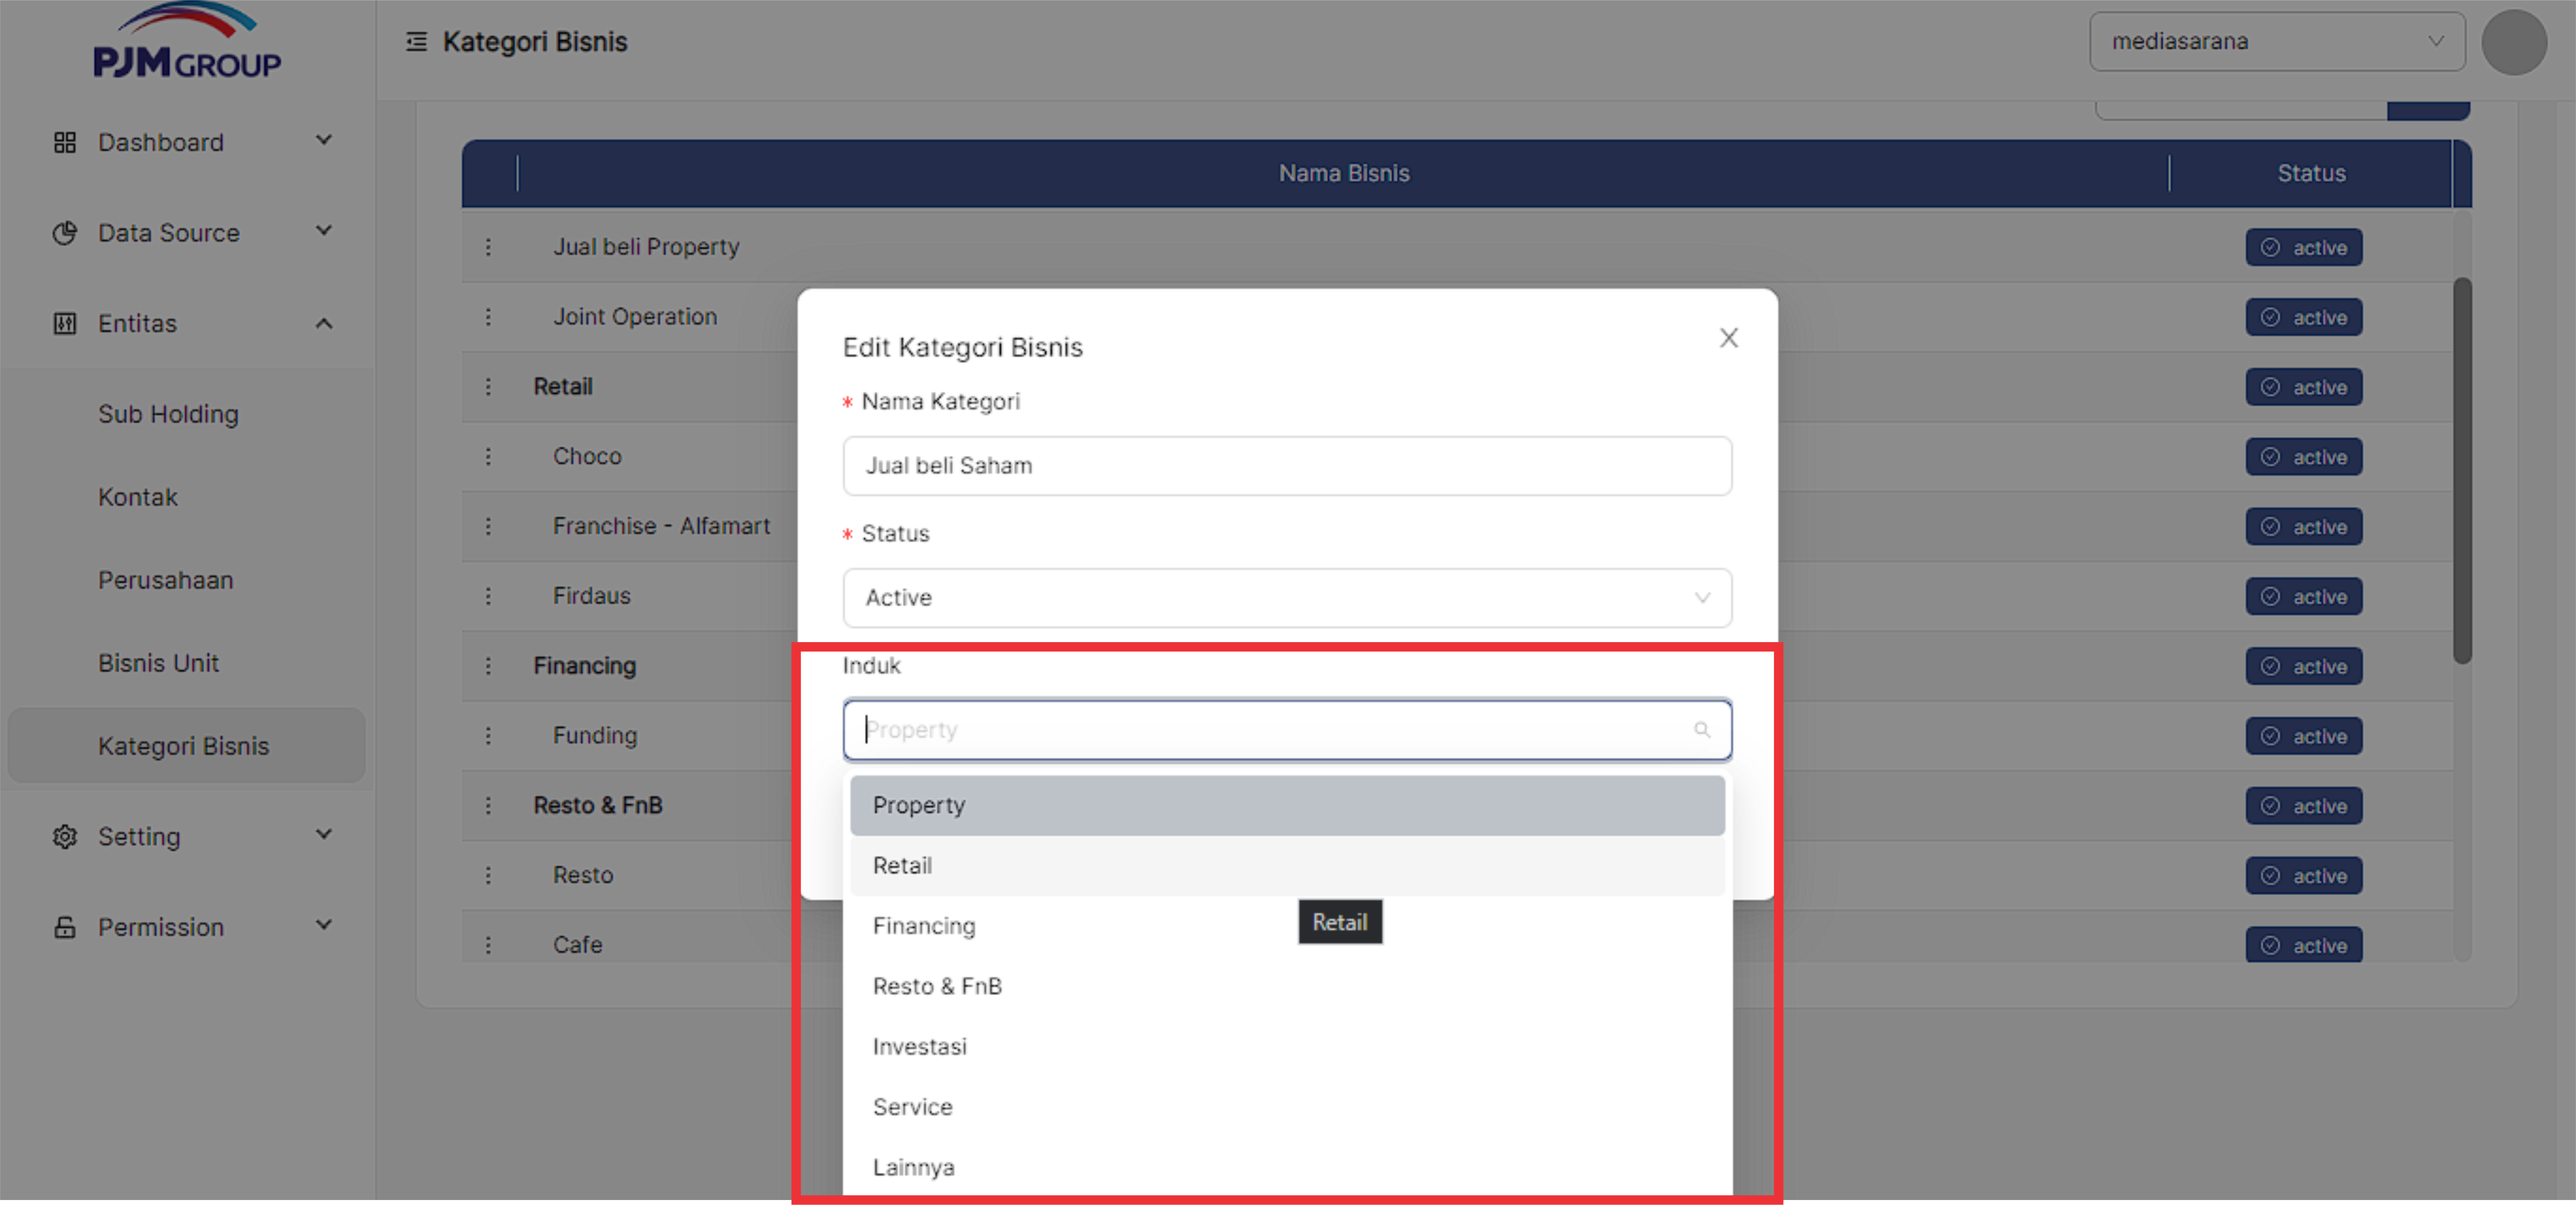 PJM GROUP
Kategori Bisnis
mediasarana
Dashboard
Data Source
Entitas
Sub Holding
Kontak
Perusahaan
Bisnis Unit
Kategori Bisnis
Setting
Permission
Nama Bisnis Status
Jual beli Property active
Joint Operation active
Retail active
Choco active
Franchise - Alfamart active
Firdaus active
Financing active
Funding active
Resto & FnB active
Resto active
Cafe active
Edit Kategori Bisnis
* Nama Kategori
Jual beli Saham
* Status
Active
Induk
Property
Property
Retail
Financing
Retail
Resto & FnB
Investasi
Service
Lainnya